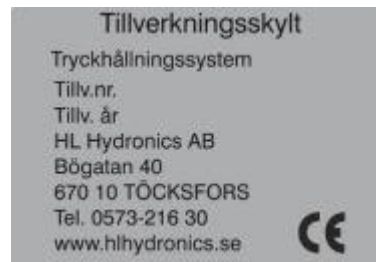 Tillverkningsskylt
Tryckhållningssystem
Tillv.nr.
Tillv. år
HL Hydronics AB
Bögatan 40
670 10 TÖCKSFORS
Tel. 0573-216 30
www.hlhydronics.se
CE